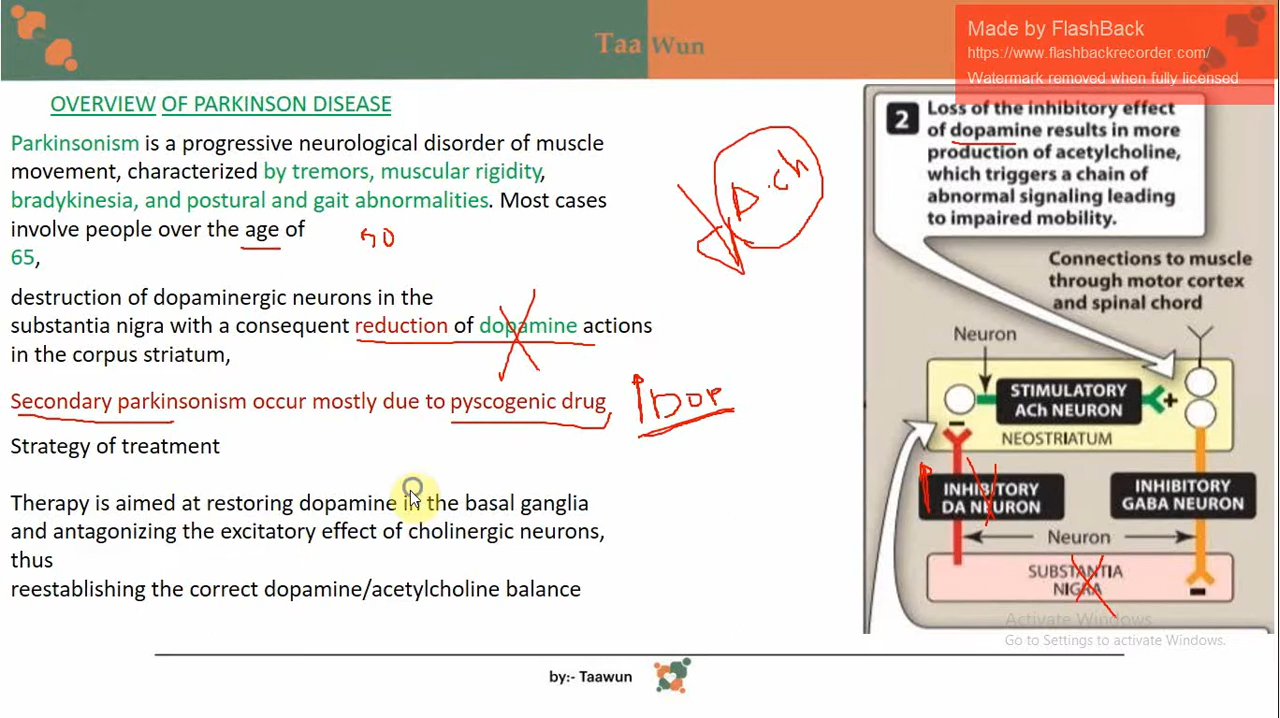 Taa Wun
Made by FlashBack
https://www.flashbackrecorder.com/
Watermark removed when fully licensed
OVERVIEW OF PARKINSON DISEASE
Parkinsonism is a progressive neurological disorder of muscle
movement, characterized by tremors, muscular rigidity,
bradykinesia, and postural and gait abnormalities. Most cases
involve people over the age of
65,
destruction of dopaminergic neurons in the
substantia nigra with a consequent reduction of dopamine actions
in the corpus striatum,
Secondary parkinsonism occur mostly due to pyscogenic drug,
DOP
Strategy of treatment
Therapy is aimed at restoring dopamine in the basal ganglia
and antagonizing the excitatory effect of cholinergic neurons,
thus
reestablishing the correct dopamine/acetylcholine balance
D.ch
2
Loss of the inhibitory effect
of dopamine results in more
production of acetylcholine,
which triggers a chain of
abnormal signaling leading
to impaired mobility.
Connections to muscle
through motor cortex
and spinal chord
Neuron
STIMULATORY
ACh NEURON
+
-
NEOSTRIATUM
INHIBITORY
DA NEURON
INHIBITORY
GABA NEURON
Neuron
SUBSTANTIA
NIGRA
-
Activate Windows
Go to Settings to activate Windows.
by:- Taawun